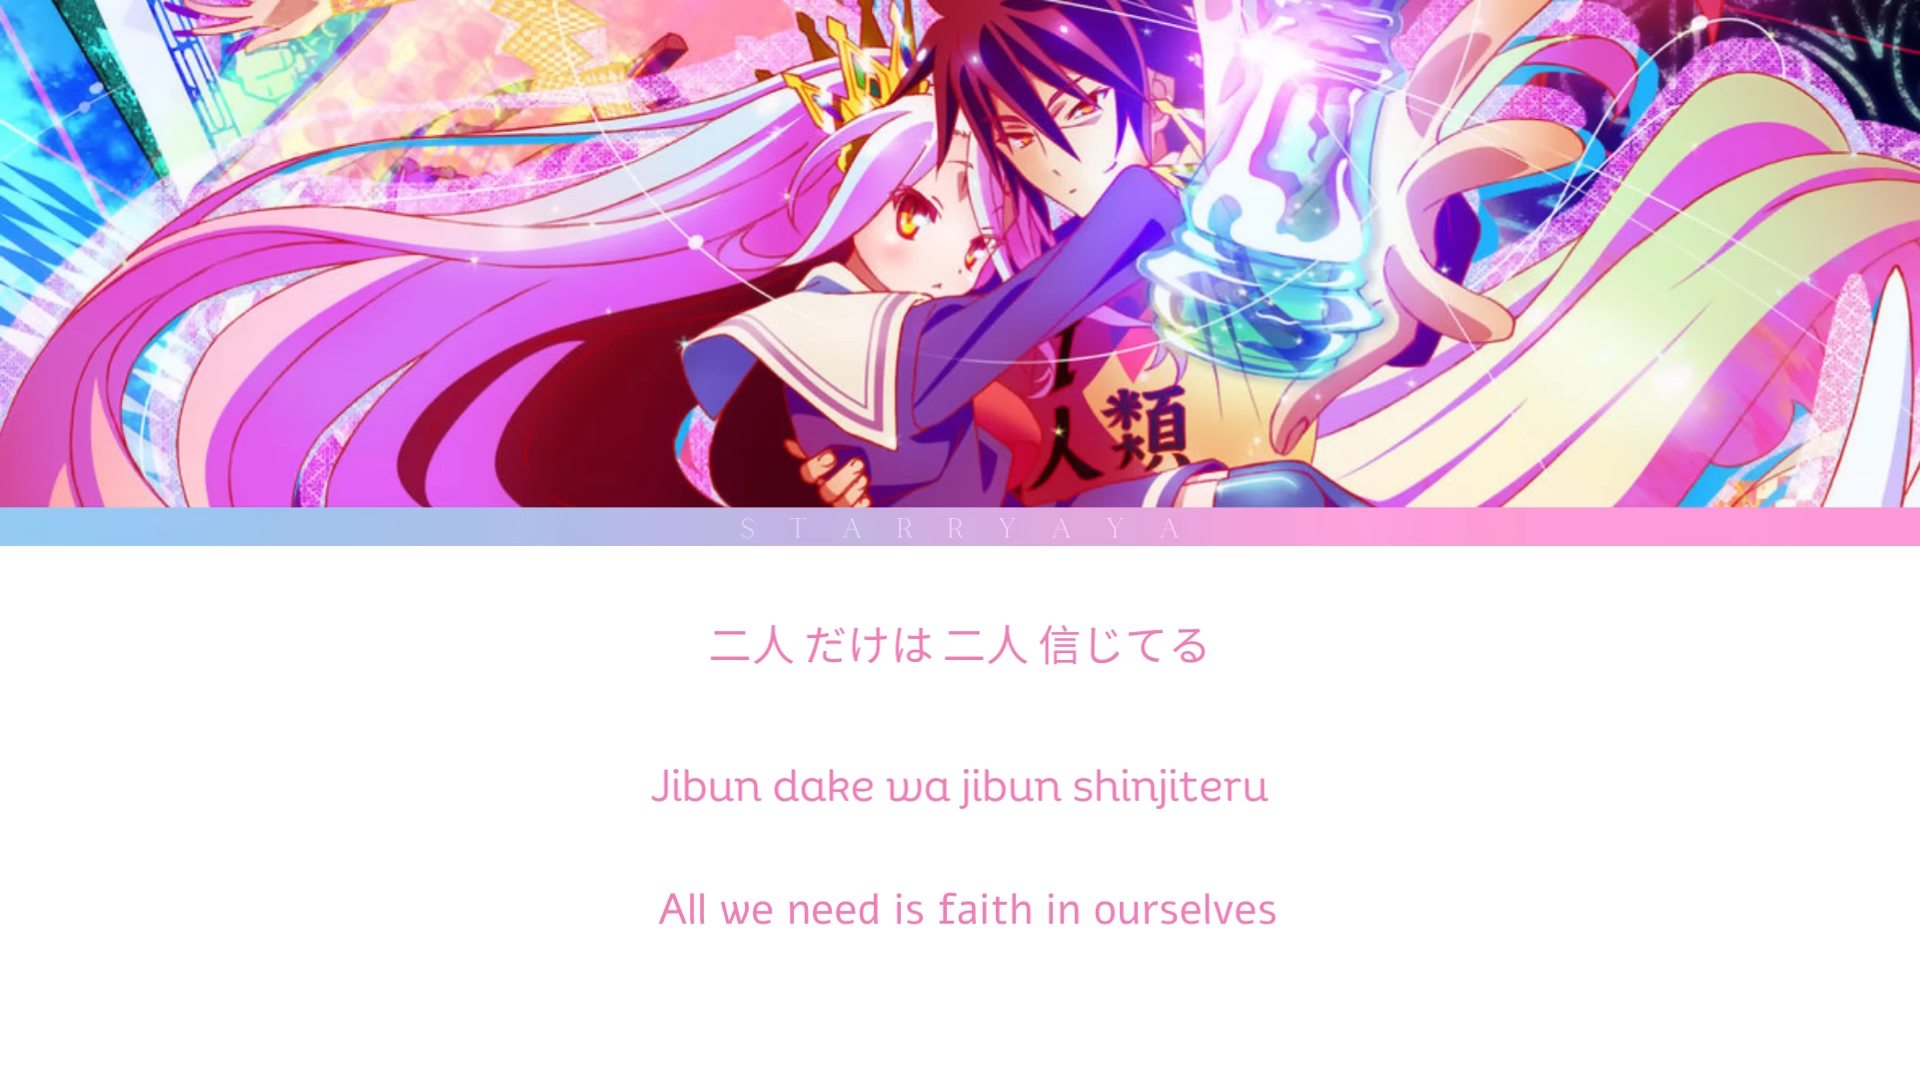 I
人類
STARRYAYA
二人 だけは 二人 信じてる
Jibun dake wa jibun shinjiteru
All we need is faith in ourselves